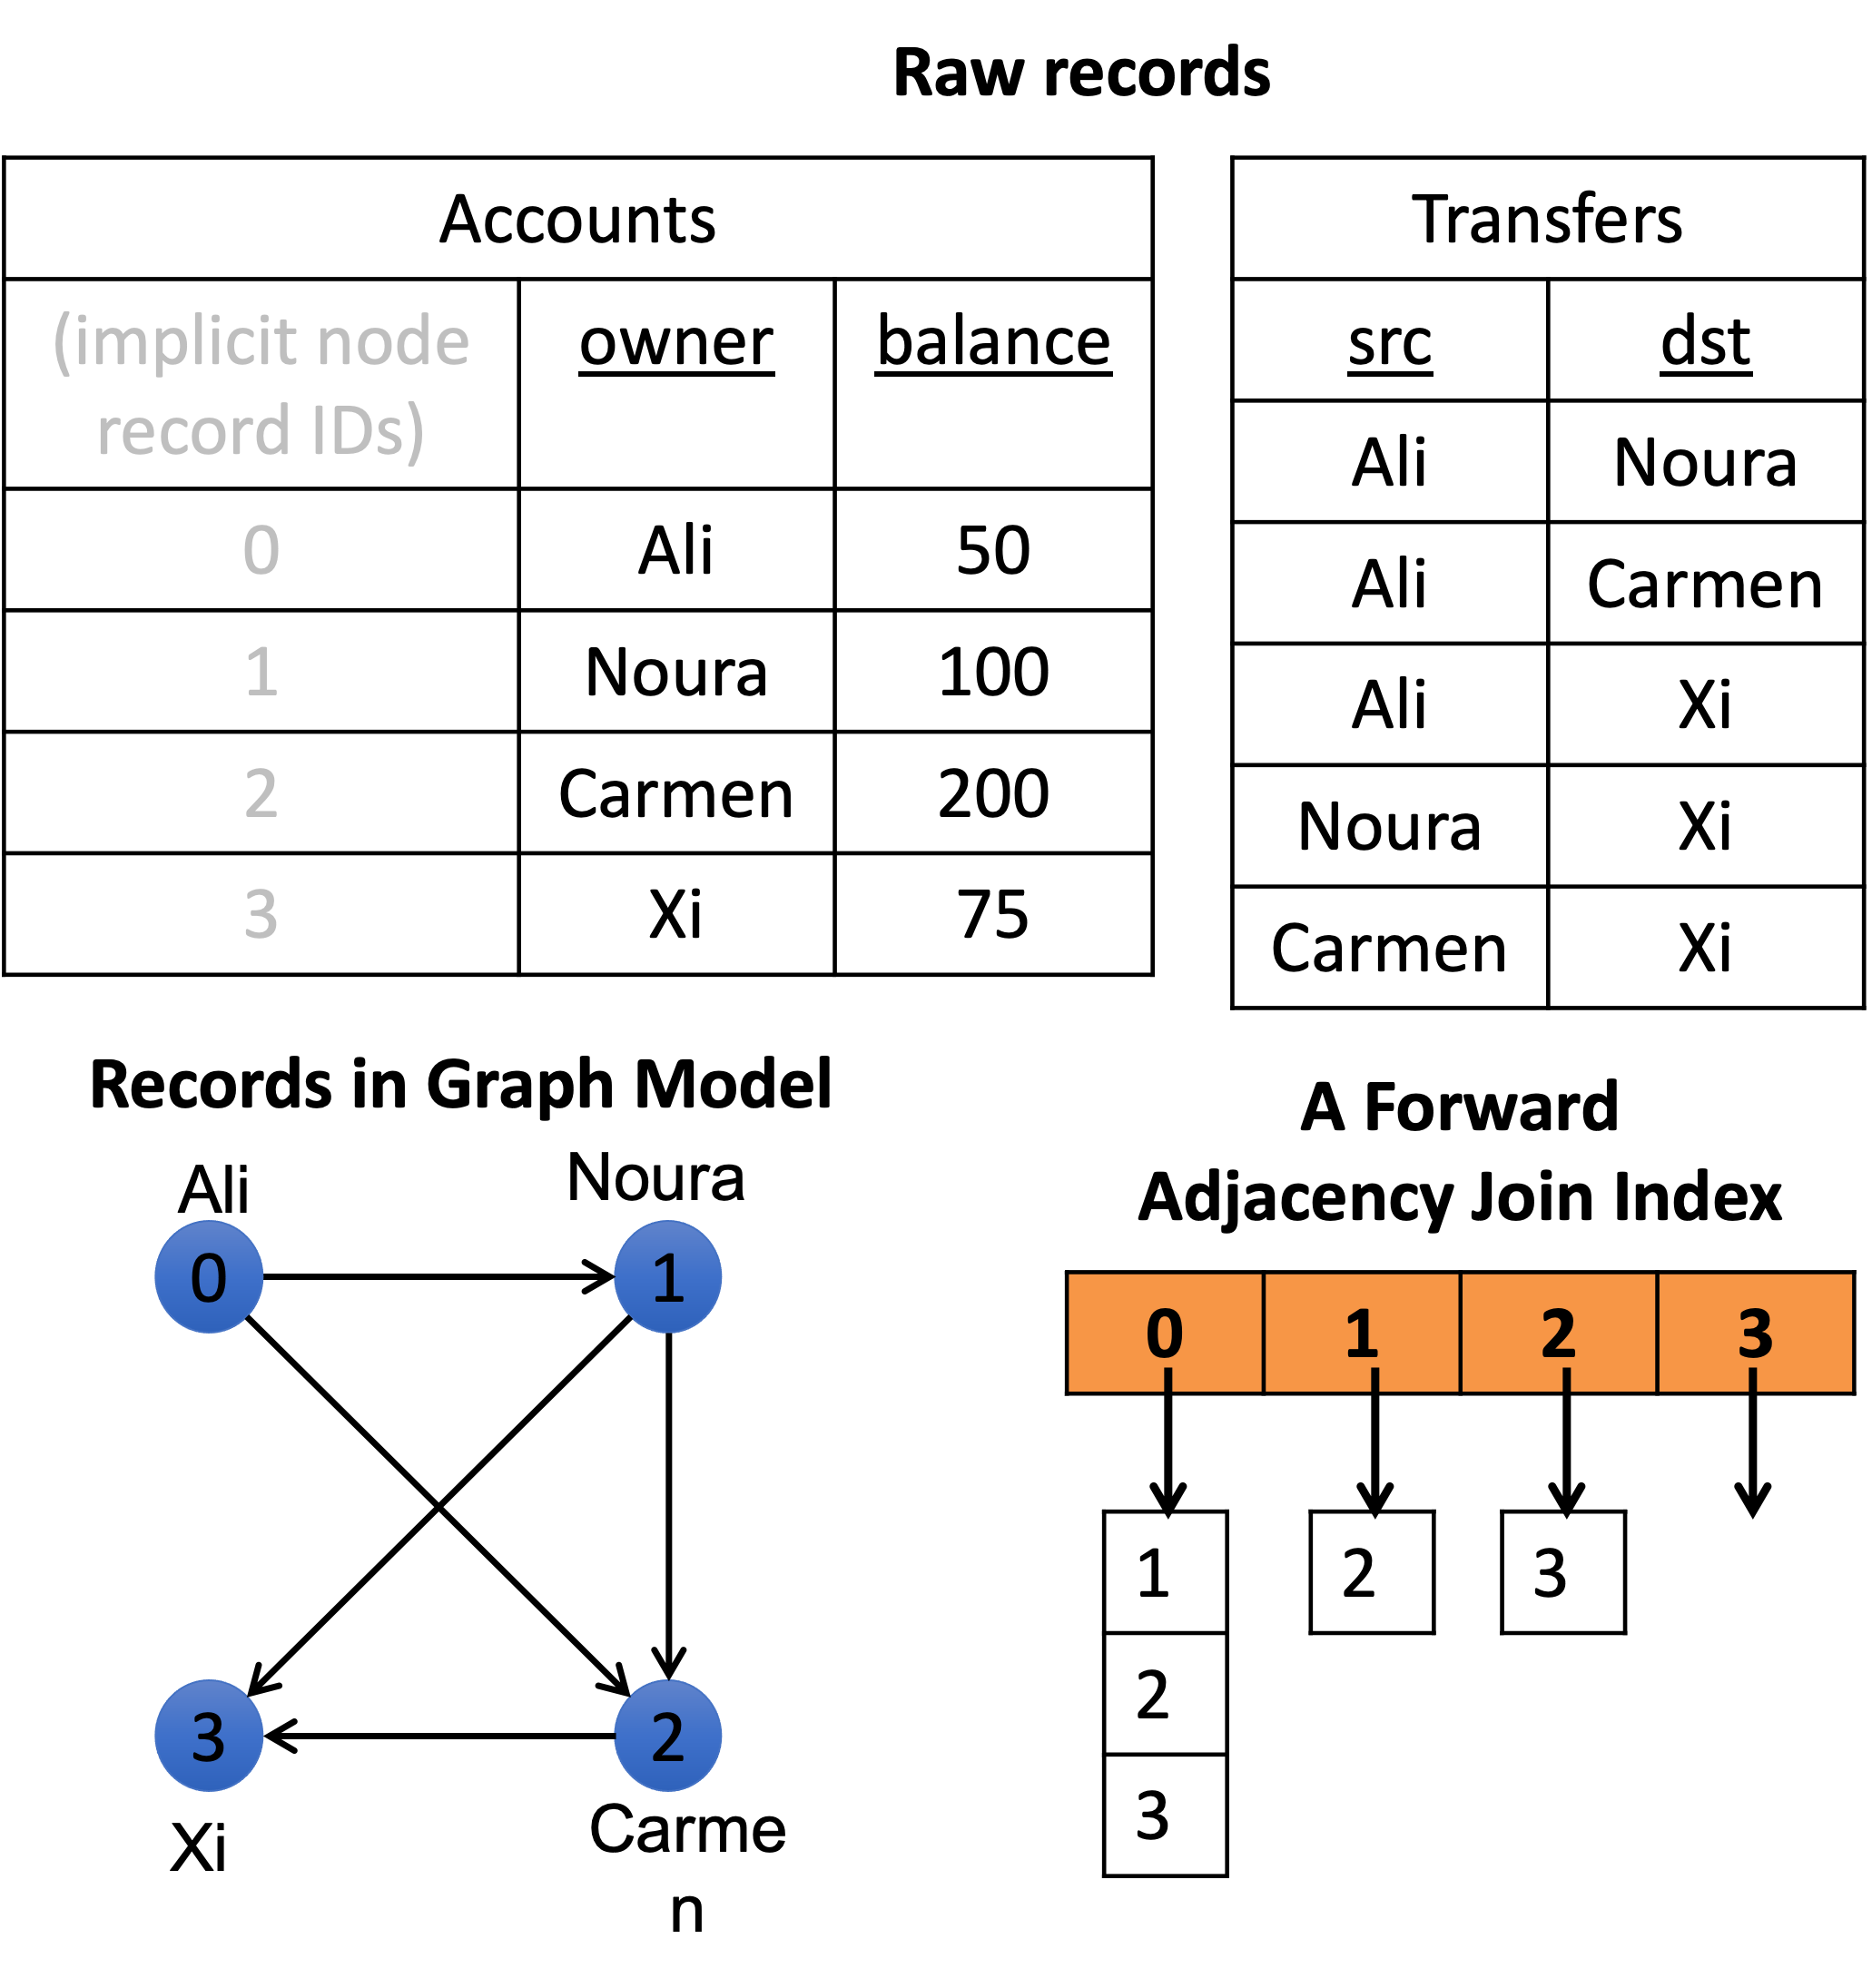 Raw records
Accounts
(implicit node
record IDs)
owner
balance
0 Ali 50
1 Noura 100
2 Carmen 200
3 Xi 75
Transfers
src dst
Ali Noura
Ali Carmen
Ali Xi
Noura Xi
Carmen Xi
Records in Graph Model
Ali
Noura
0
1
3
2
Xi
Carme
n
A Forward
Adjacency Join Index
0 1 2 3
1 2 3
2
3